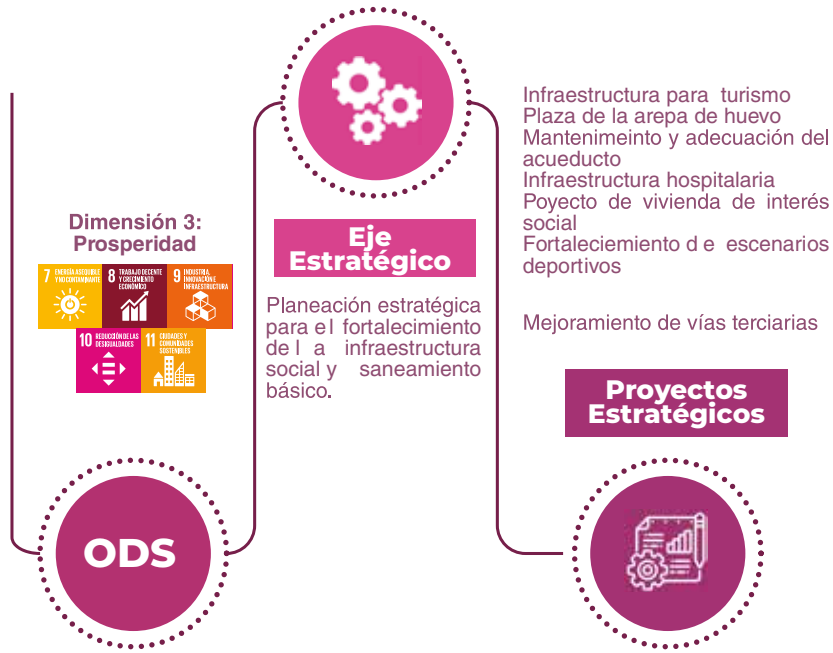 Dimensión 3:
Prosperidad
7 ENERGÍA ASEQUIBLE
Y NO CONTAMINANTE
8 TRABAJO DECENTE
Y CRECIMIENTO
ECONÓMICO
9 INDUSTRIA,
INNOVACIÓN E
INFRAESTRUCTURA
10 REDUCCIÓN DE LAS
DESIGUALDADES
11 CIUDADES Y
COMUNIDADES
SOSTENIBLES
ODS
Eje
Estratégico
Planeación estratégica
para el fortalecimiento
de l a infraestructura
social y saneamiento
básico.
Infraestructura para turismo
Plaza de la arepa de huevo
Mantenimeinto y adecuación del
acueducto
Infraestructura hospitalaria
Poyecto de vivienda de interés
social
Fortaleciemiento d e escenarios
deportivos
Mejoramiento de vías terciarias
Proyectos
Estratégicos